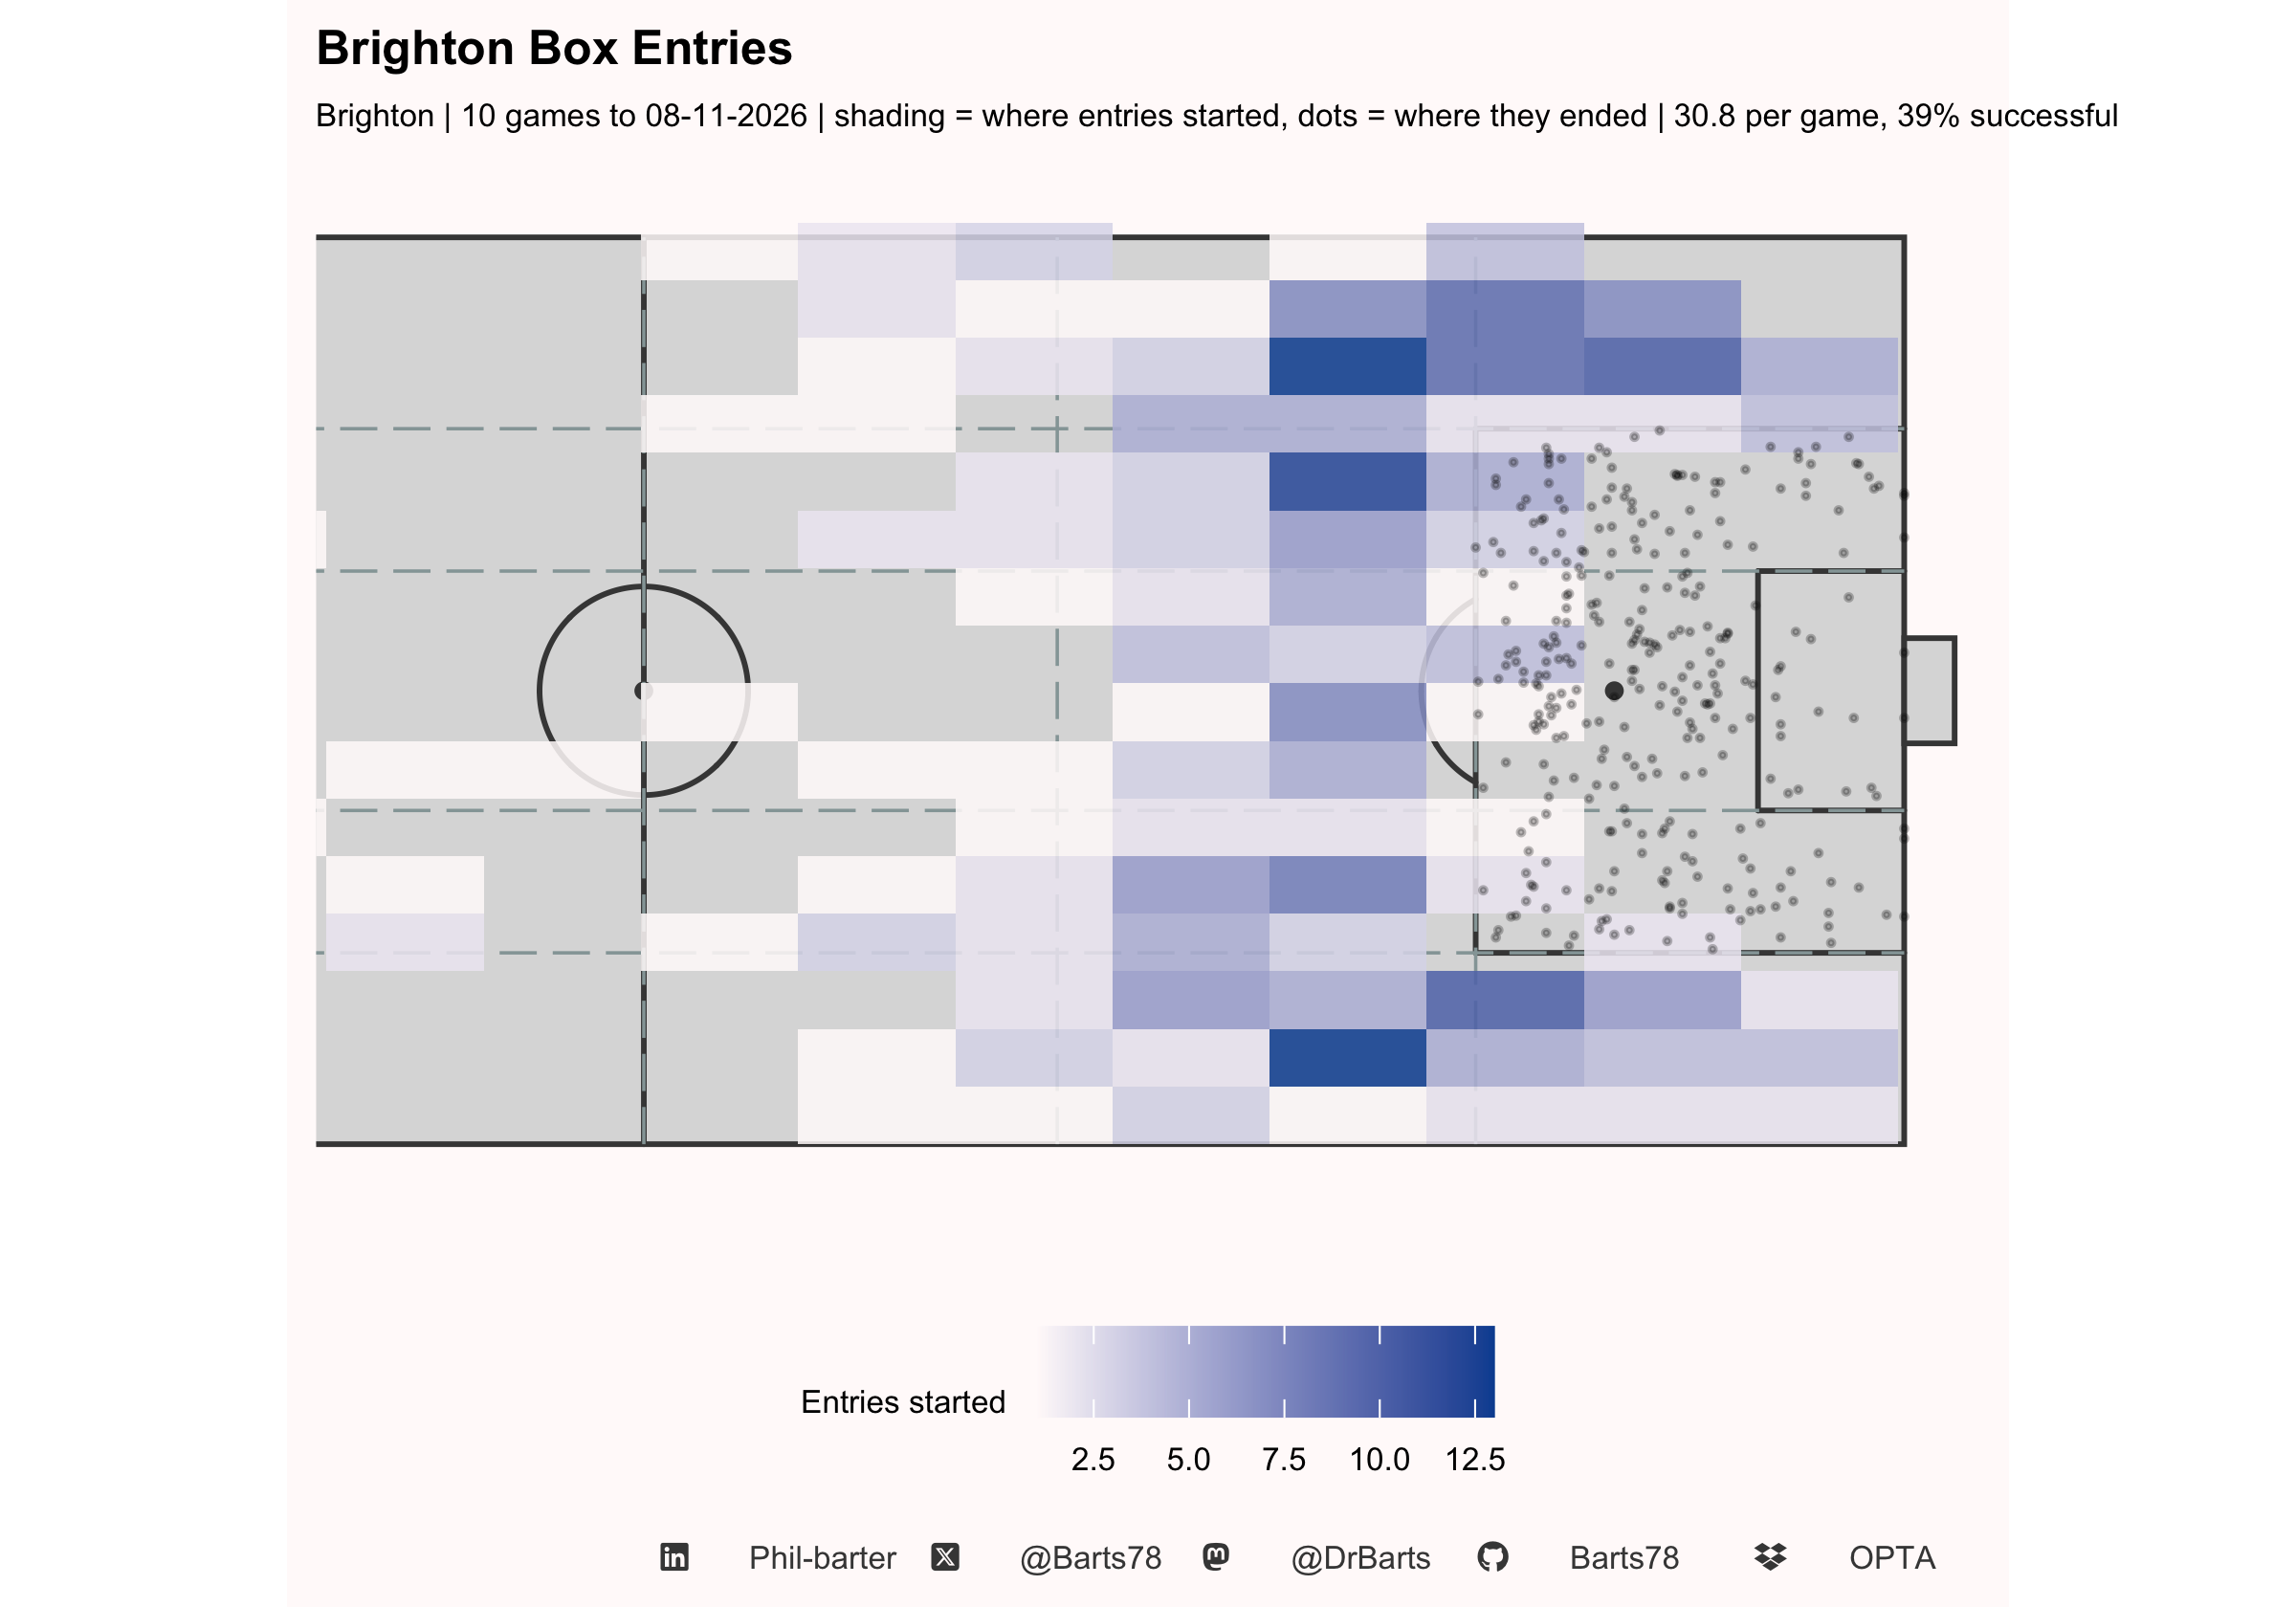 Brighton Box Entries
Brighton | 10 games to 08-11-2026 | shading = where entries started, dots = where they ended | 30.8 per game, 39% successful
Entries started
2.5 5.0 7.5 10.0 12.5
Phil-barter @Barts78 @DrBarts Barts78 OPTA